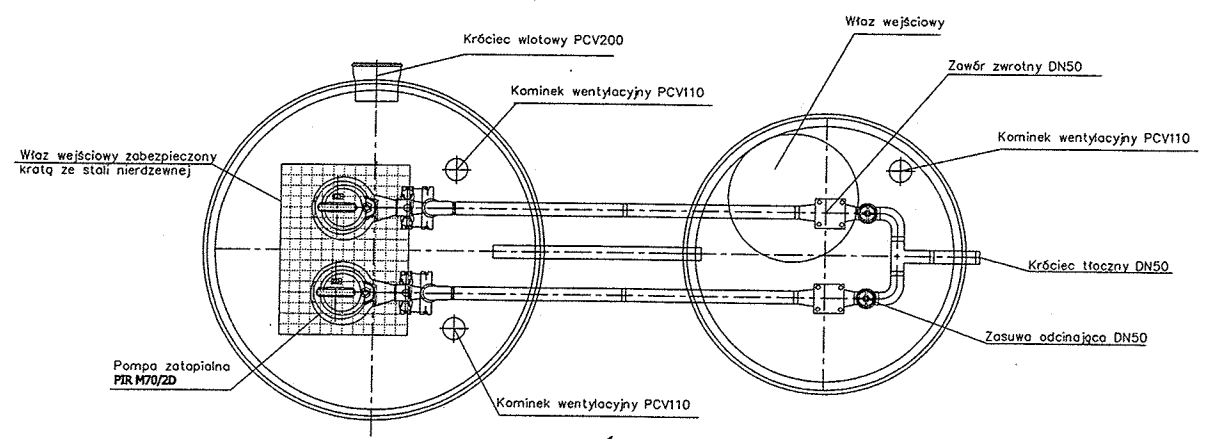 Właz wejściowy
Króciec wlotowy PCV200
Zawór zwrotny DN50
Kominek wentylacyjny PCV110
Kominek wentylacyjny PCV110
Właz wejściowy zabezpieczony
kratą ze stali nierdzewnej
Króciec tłoczny DN50
Zasuwa odcinająca DN50
Pompa zatapialna
PIR M70/2D
Kominek wentylacyjny PCV110